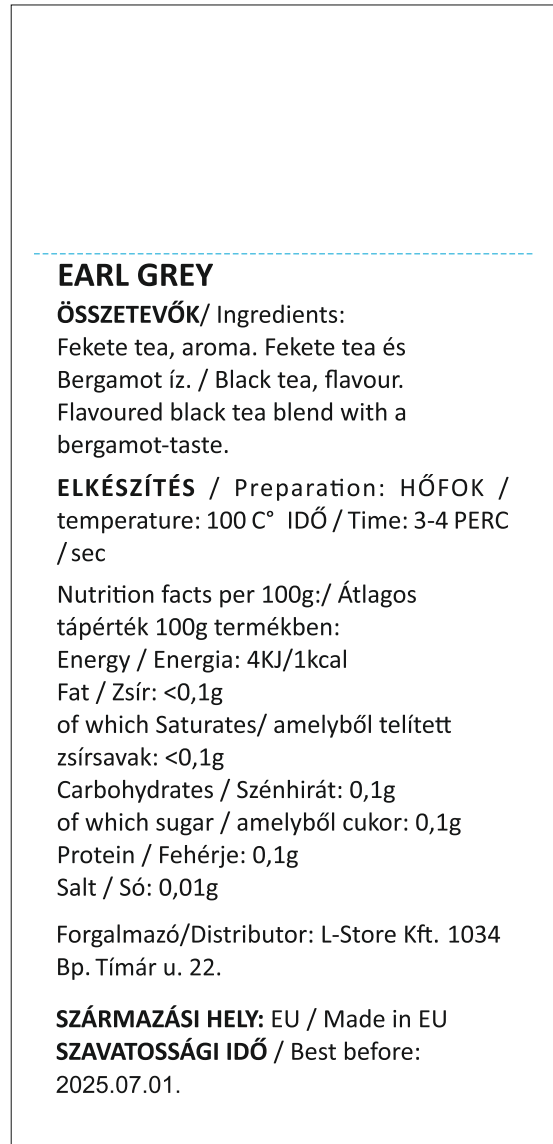 EARL GREY
ÖSSZETEVŐK/ Ingredients:
Fekete tea, aroma. Fekete tea és
Bergamot íz. / Black tea, flavour.
Flavoured black tea blend with a
bergamot-taste.
ELKÉSZÍTÉS / Preparation: HŐFOK /
temperature: 100 C° IDŐ / Time: 3-4 PERC
/ sec
Nutrition facts per 100g:/ Átlagos
tápérték 100g termékben:
Energy / Energia: 4KJ/1kcal
Fat / Zsír: <0,1g
of which Saturates/ amelyből telített
zsírsavak: <0,1g
Carbohydrates / Szénhirát: 0,1g
of which sugar / amelyből cukor: 0,1g
Protein / Fehérje: 0,1g
Salt / Só: 0,01g
Forgalmazó/Distributor: L-Store Kft. 1034
Bp. Tímár u. 22.
SZÁRMAZÁSI HELY: EU / Made in EU
SZAVATOSSÁGI IDŐ / Best before:
2025.07.01.